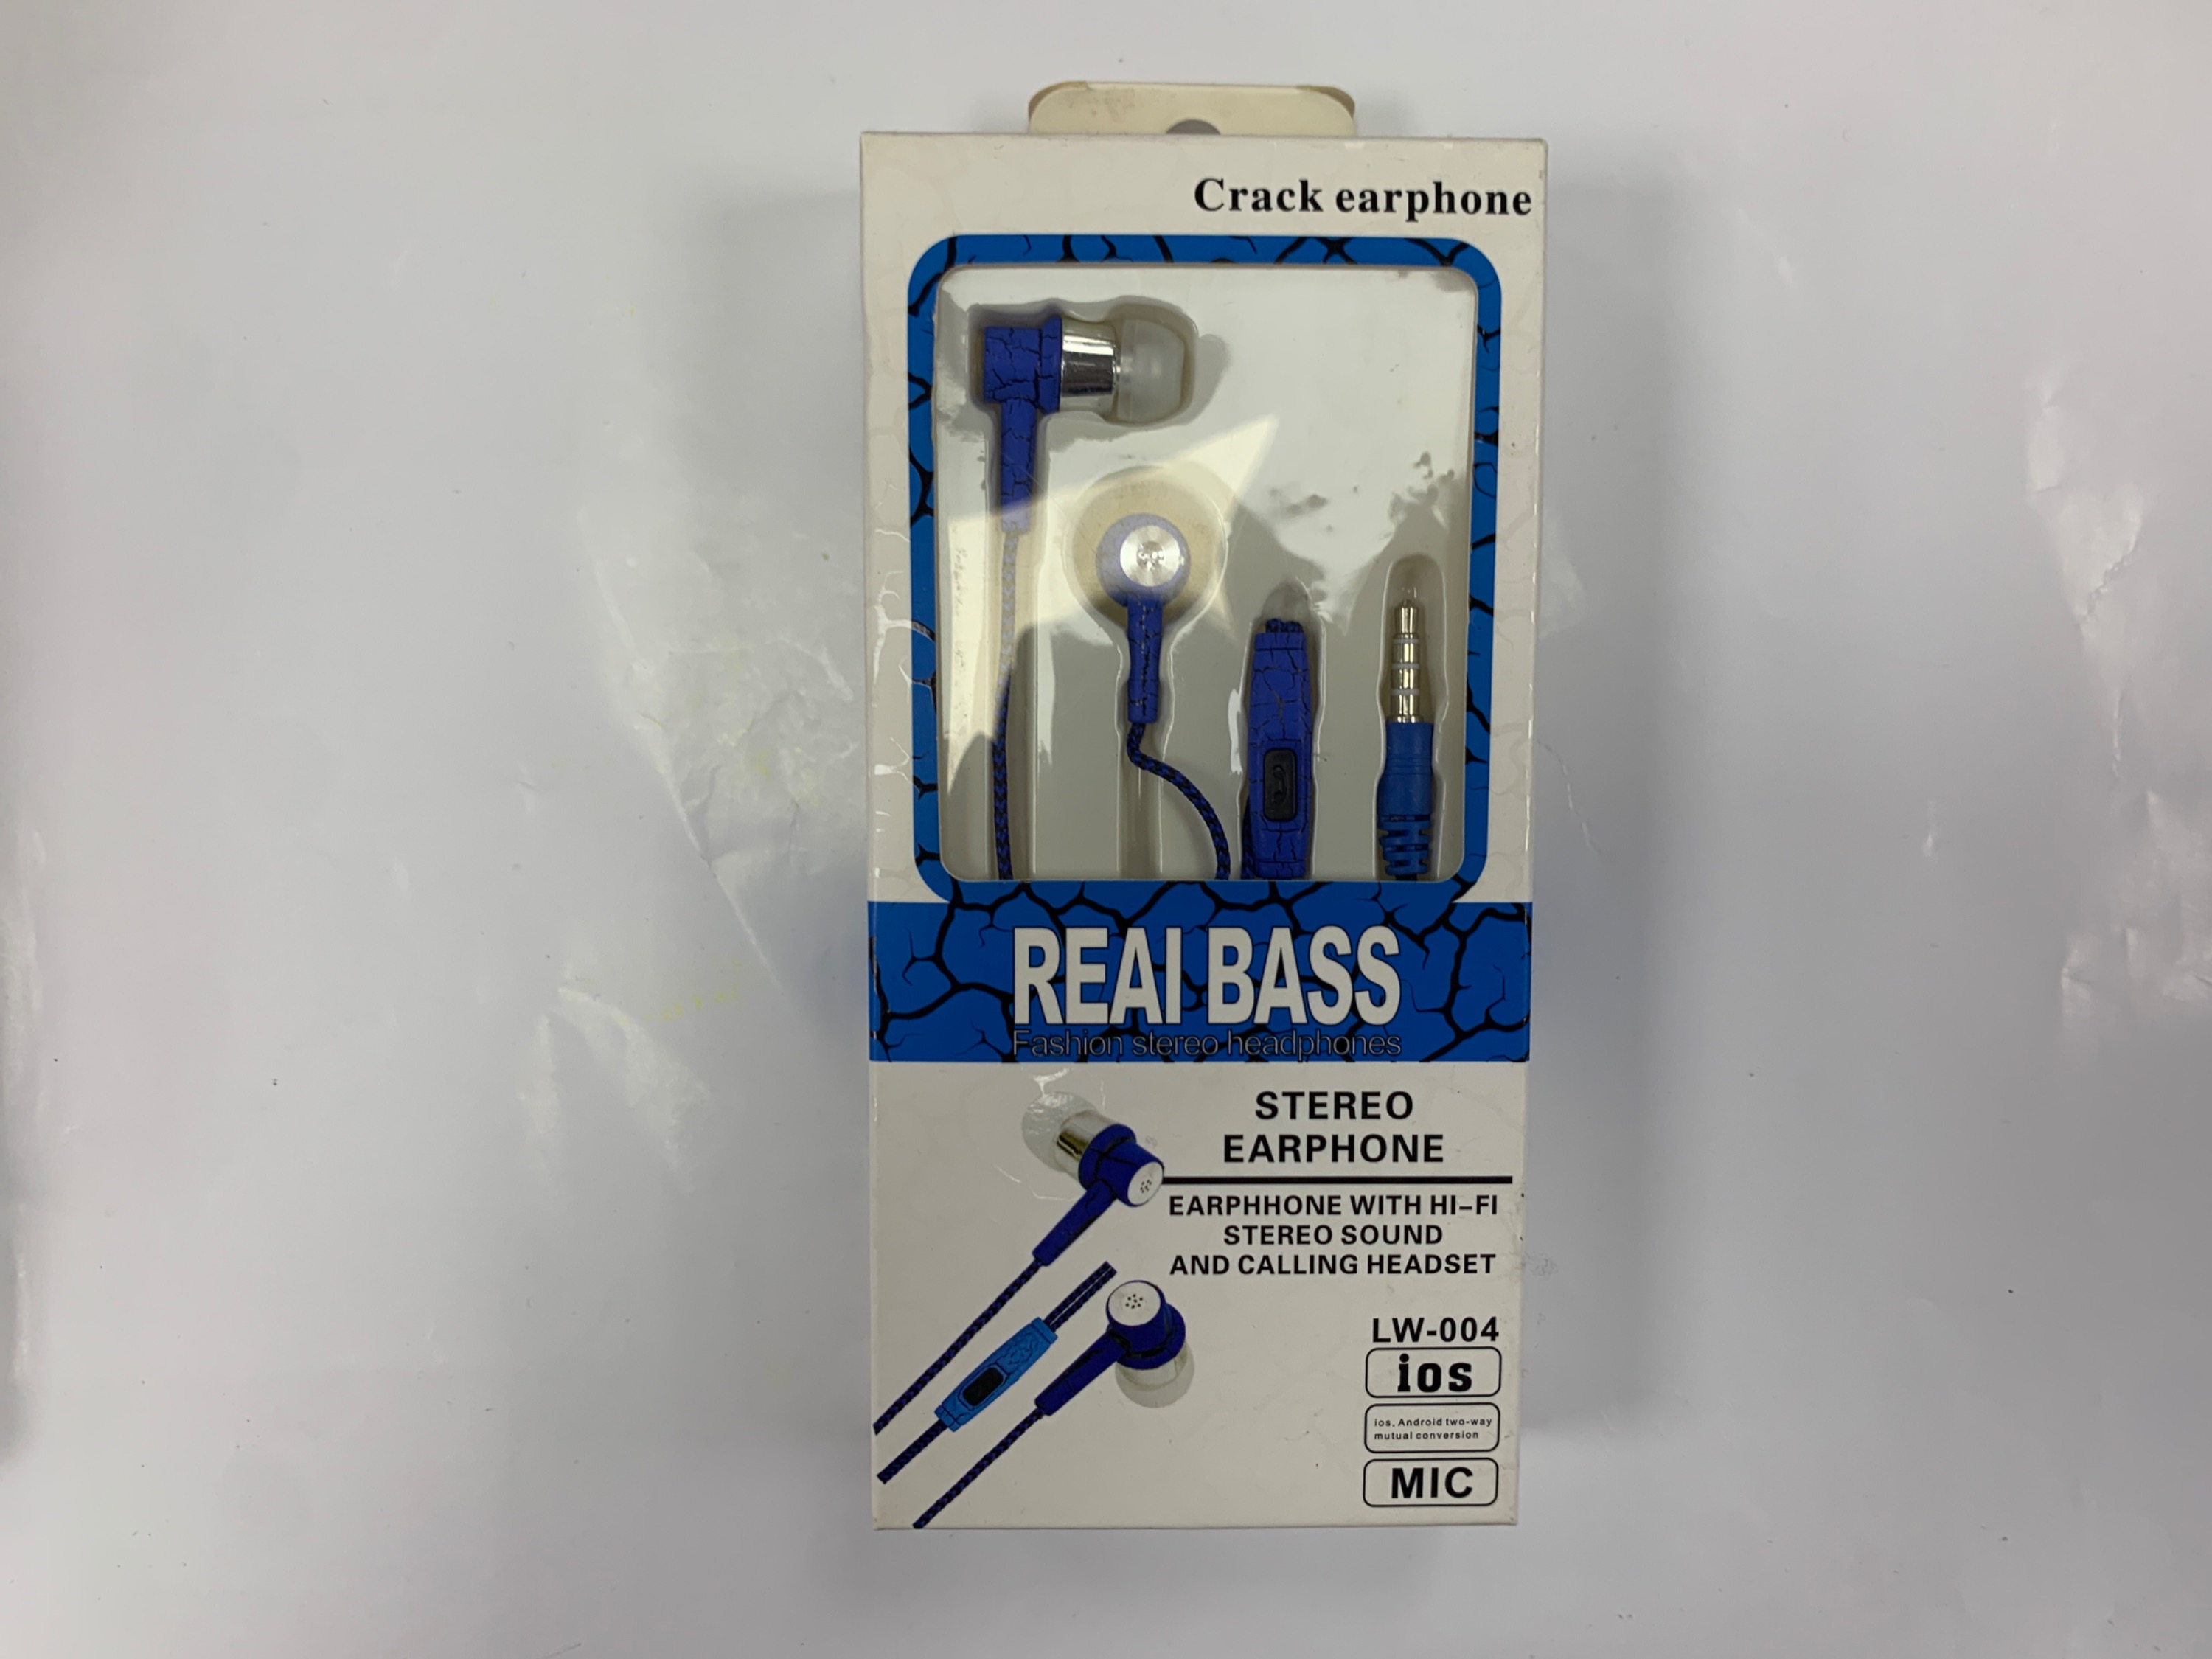 Crack earphone
REAI BASS
Fashion stereo headphones
STEREO
EARPHONE
EARPHHONE WITH HI-FI
STEREO SOUND
AND CALLING HEADSET
LW-004
ios
ios, Android two-way
mutual conversion
MIC